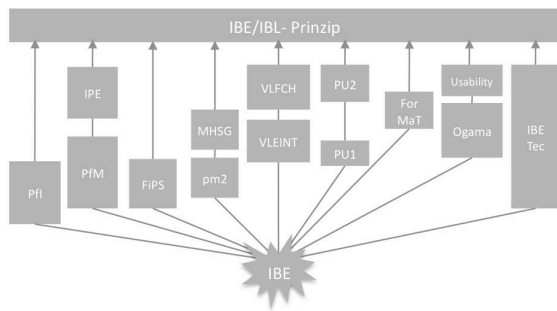 IBE/IBL- Prinzip
IPE
VLFCH
PU2
Usability
For
MaT
MHSG
VLEINT
Ogama
IBE
Tec
PfI
PfM
FiPS
pm2
PU1
IBE